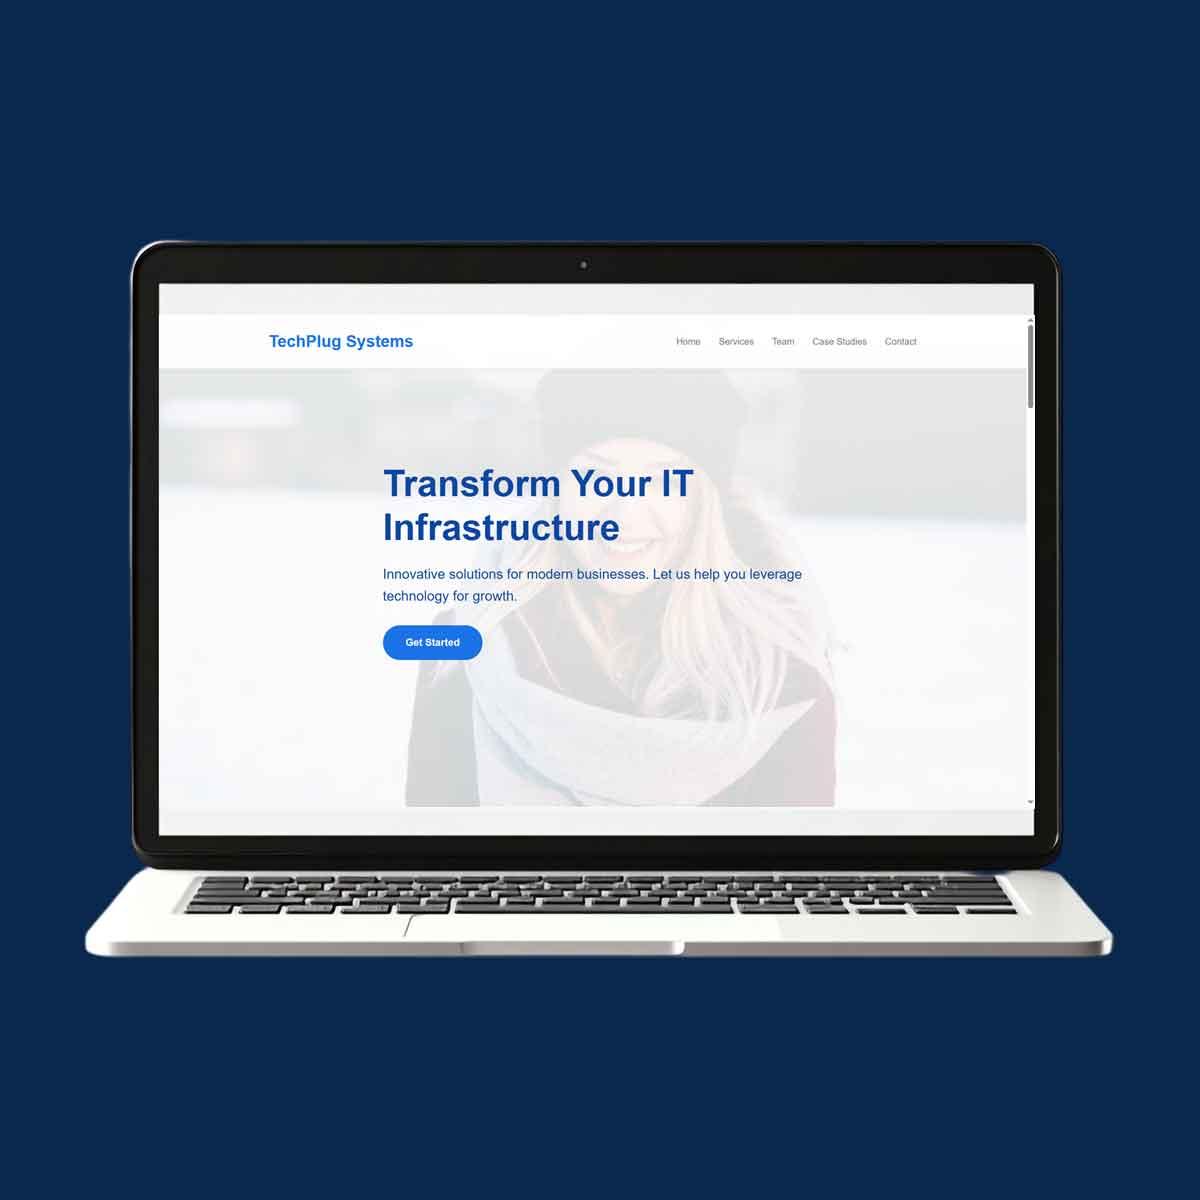 TechPlug Systems
Home Services Team Case Studies Contact
Transform Your IT
Infrastructure
Innovative solutions for modern businesses. Let us help you leverage
technology for growth.
Get Started